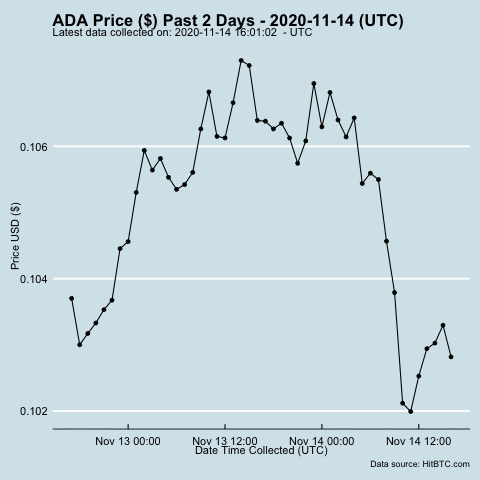 ADA Price ($) Past 2 Days - 2020-11-14 (UTC)
Latest data collected on: 2020-11-14 16:01:02 - UTC
Price USD ($)
0.106
0.104
0.102
Nov 13 00:00 Nov 13 12:00 Nov 14 00:00 Nov 14 12:00
Date Time Collected (UTC)
Data source: HitBTC.com